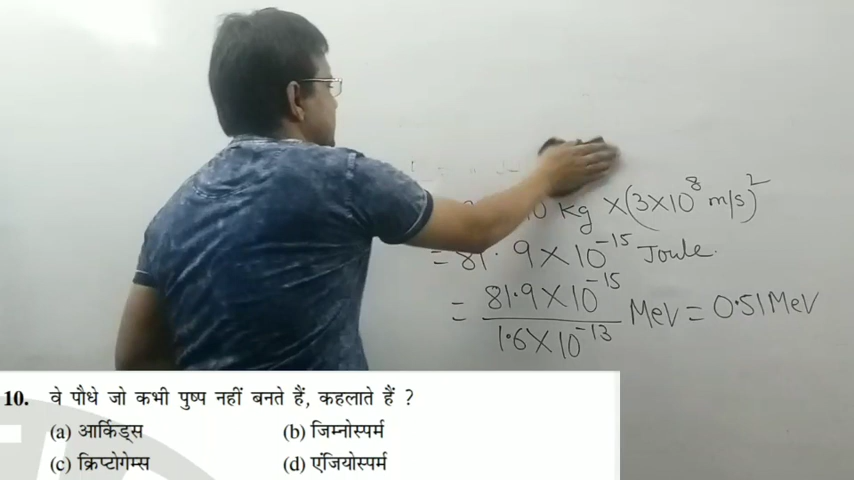 10 kg × (3×10⁸ m/s)²
= 81.9 × 10⁻¹⁵ Joule.
= 81.9 × 10⁻¹⁵ / 1.6 × 10⁻¹³ MeV = 0.51 MeV
10. वे पौधे जो कभी पुष्प नहीं बनते हैं, कहलाते हैं ?
(a) आर्किड्स (b) जिम्नोस्पर्म
(c) क्रिप्टोगेम्स (d) एंजियोस्पर्म